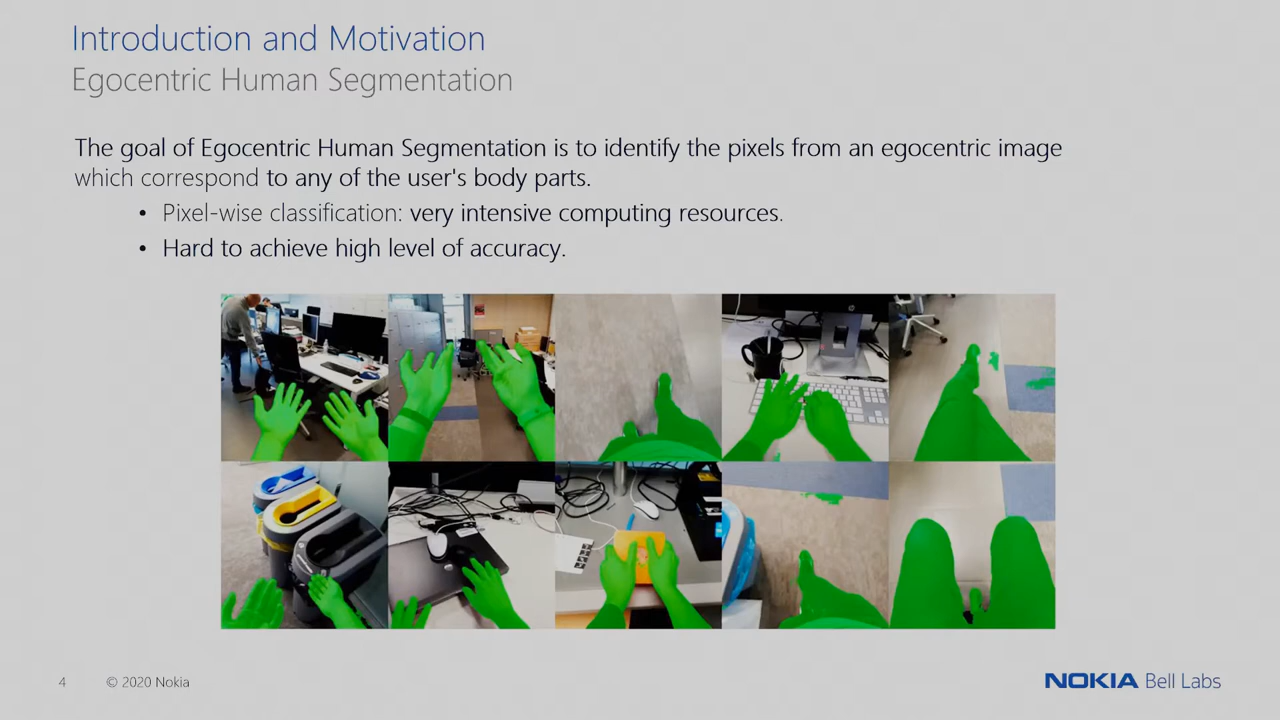 Introduction and Motivation
Egocentric Human Segmentation
The goal of Egocentric Human Segmentation is to identify the pixels from an egocentric image
which correspond to any of the user's body parts.
• Pixel-wise classification: very intensive computing resources.
• Hard to achieve high level of accuracy.
4 © 2020 Nokia
NOKIA Bell Labs